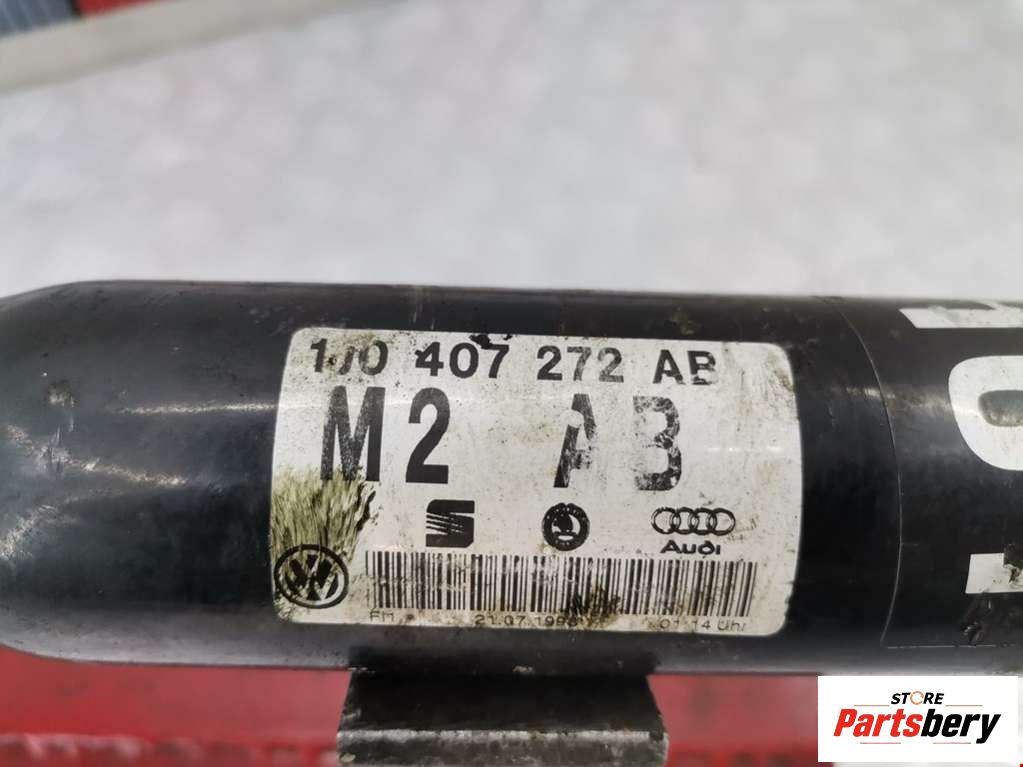 1J0 407 272 AB
M2 AB
Audi
21.07.199
01:14 Uhr
STORE
Partsbery